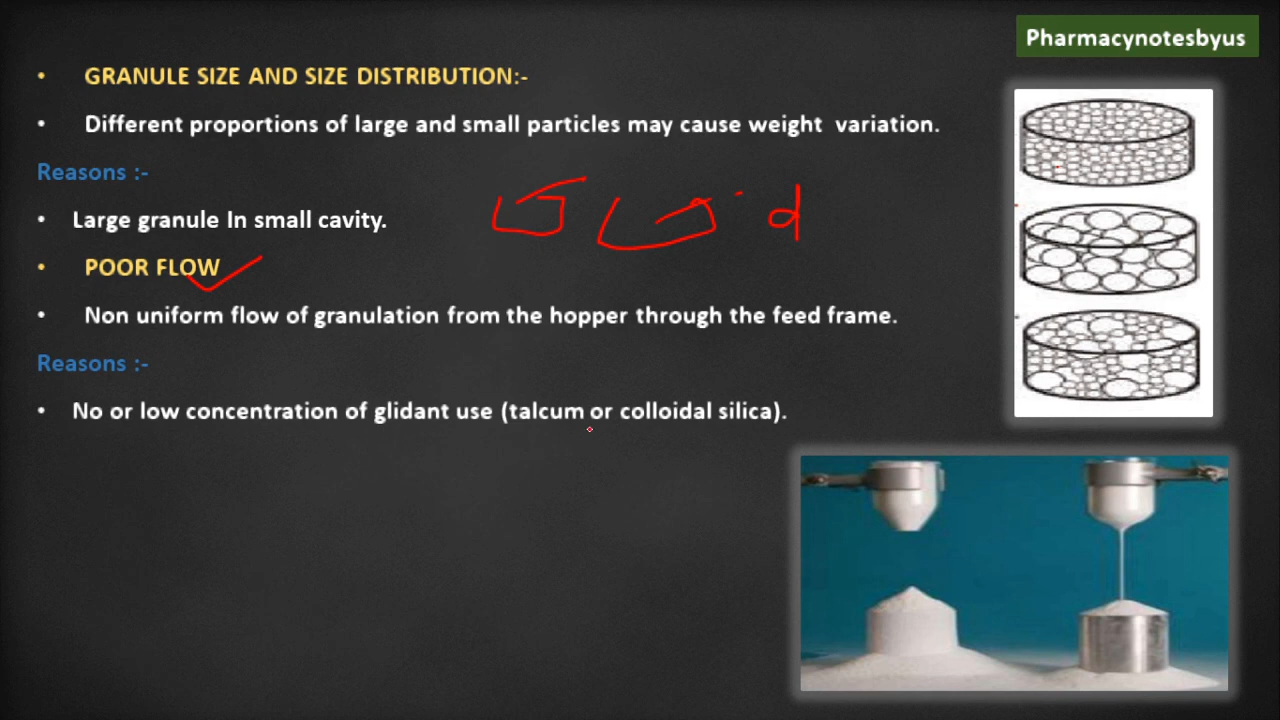 Pharmacynotesbyus
• GRANULE SIZE AND SIZE DISTRIBUTION:-
• Different proportions of large and small particles may cause weight variation.
Reasons :-
• Large granule In small cavity.
• POOR FLOW
• Non uniform flow of granulation from the hopper through the feed frame.
Reasons :-
• No or low concentration of glidant use (talcum or colloidal silica).
d